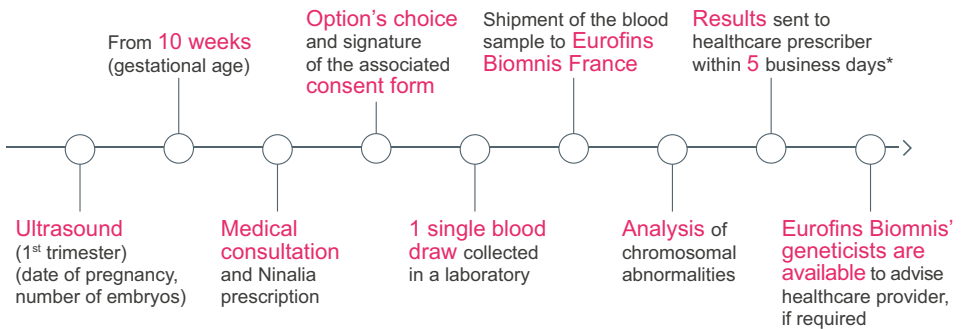 From 10 weeks
(gestational age)
Option’s choice
and signature
of the associated
consent form
Shipment of the blood
sample to Eurofins
Biomnis France
Results sent to
healthcare prescriber
within 5 business days*
Ultrasound
(1st trimester)
(date of pregnancy,
number of embryos)
Medical
consultation
and Ninalia
prescription
1 single blood
draw collected
in a laboratory
Analysis of
chromosomal
abnormalities
Eurofins Biomnis’
geneticists are
available to advise
healthcare provider,
if required